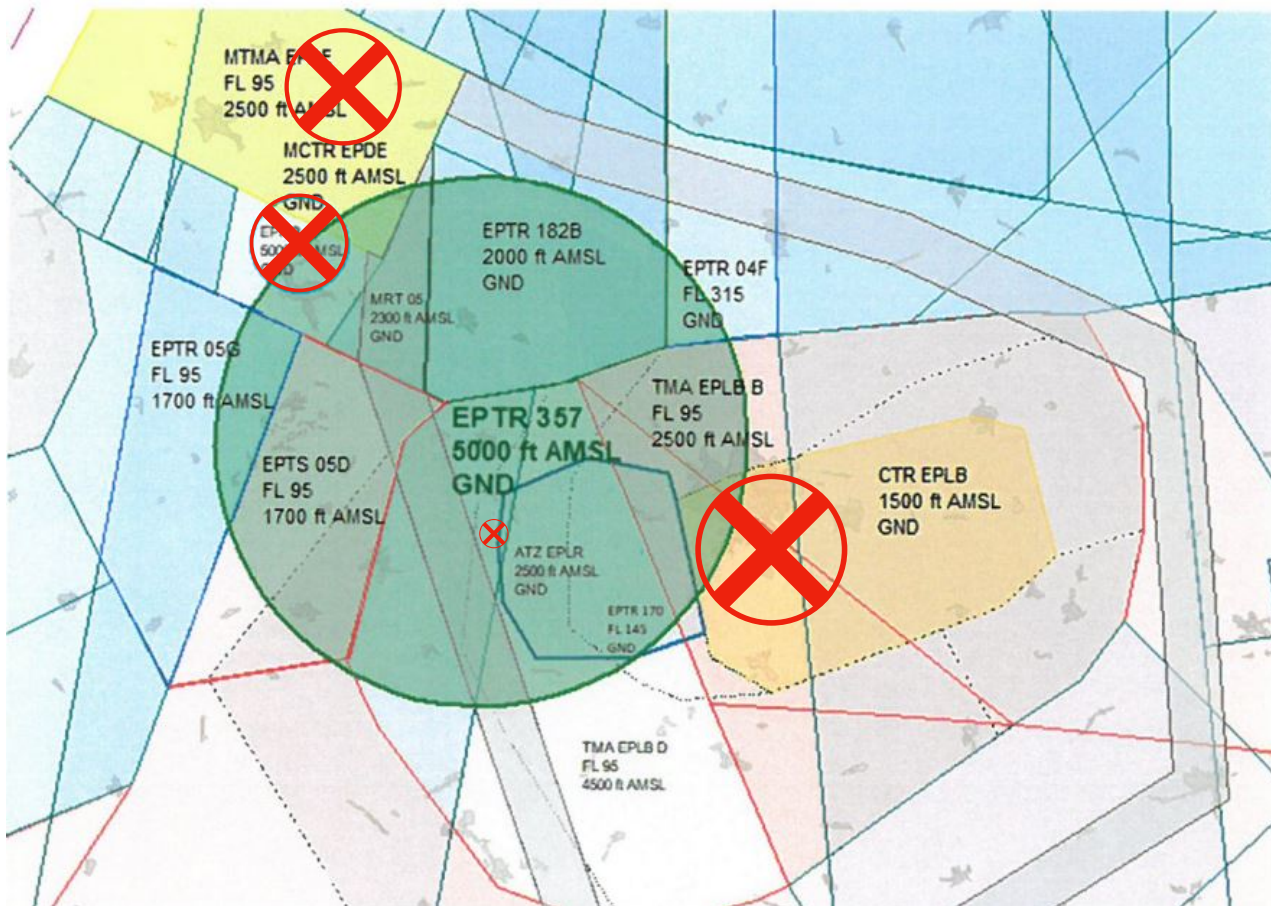 MTMA
FL 95
2500 ft AMSL
MCTR EPDE
2500 ft AMSL
GND
GND
EPTR 182B
2000 ft AMSL
GND
MRT 05
2300 ft AMSL
GND
EPTR 04F
FL 315
GND
EPTR 05G
FL 95
1700 ft AMSL
TMA EPLB B
FL 95
2500 ft AMSL
EPTR 357
5000 ft AMSL
GND
EPTS 05D
FL 95
1700 ft AMSL
CTR EPLB
1500 ft AMSL
GND
ATZ EPLR
2500 ft AMSL
GND
EPTR 170
FL 145
GND
TMA EPLB D
FL 95
4500 ft AMSL